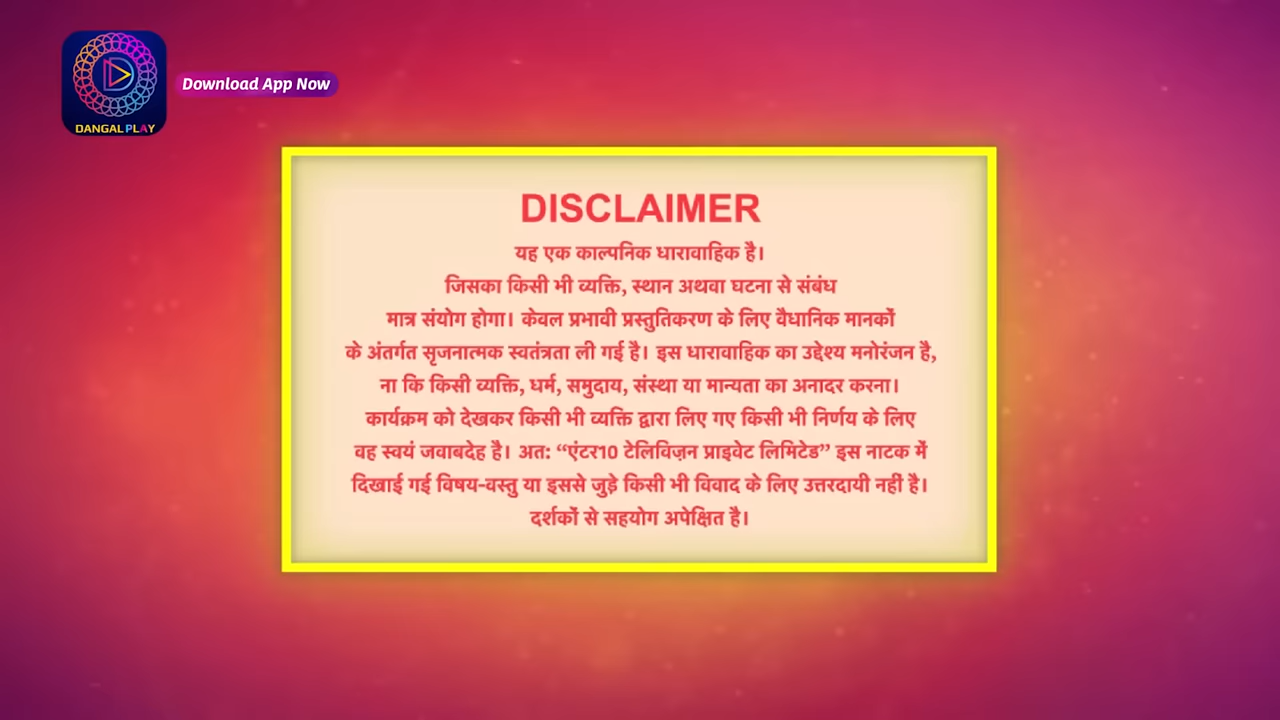 DANGAL PLAY
Download App Now
DISCLAIMER
यह एक काल्पनिक धारावाहिक है।
जिसका किसी भी व्यक्ति, स्थान अथवा घटना से संबंध
मात्र संयोग होगा। केवल प्रभावी प्रस्तुतिकरण के लिए वैधानिक मानकों
के अंतर्गत सृजनात्मक स्वतंत्रता ली गई है। इस धारावाहिक का उद्देश्य मनोरंजन है,
ना कि किसी व्यक्ति, धर्म, समुदाय, संस्था या मान्यता का अनादर करना।
कार्यक्रम को देखकर किसी भी व्यक्ति द्वारा लिए गए किसी भी निर्णय के लिए
वह स्वयं जवाबदेह है। अत: “एंटर10 टेलिविज़न प्राइवेट लिमिटेड” इस नाटक में
दिखाई गई विषय-वस्तु या इससे जुड़े किसी भी विवाद के लिए उत्तरदायी नहीं है।
दर्शकों से सहयोग अपेक्षित है।